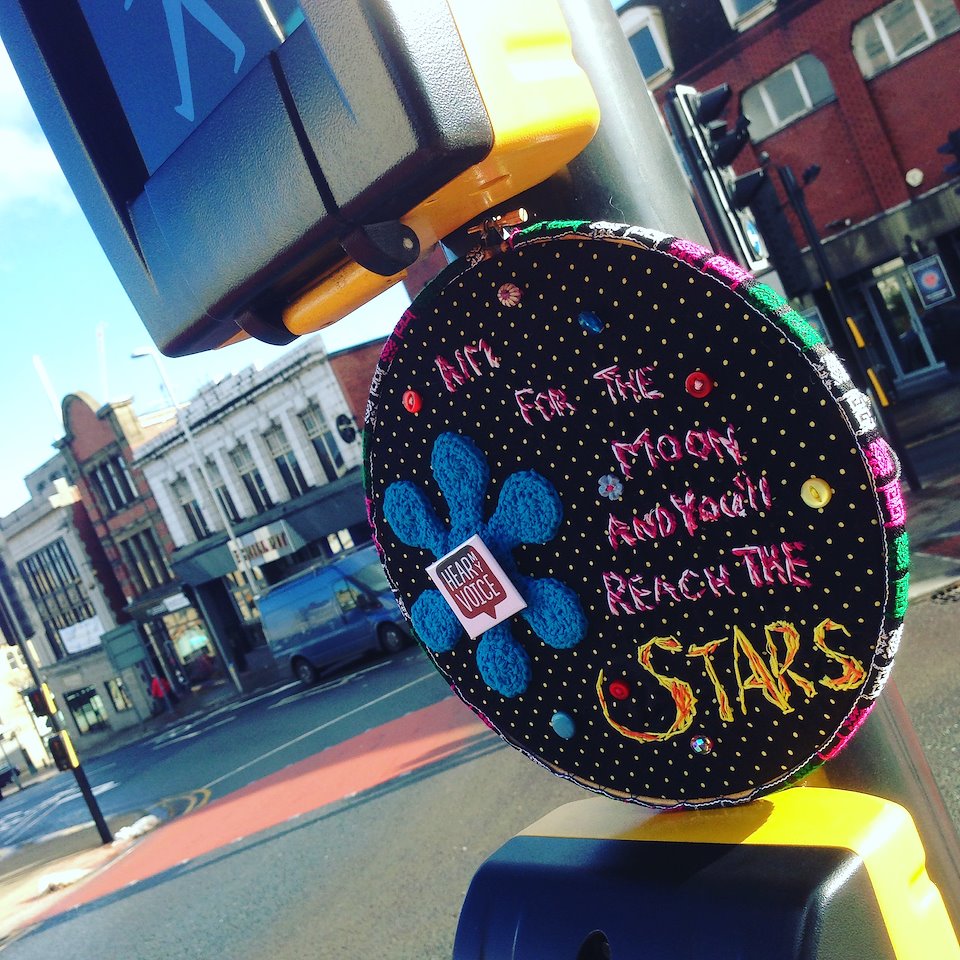 AIM
FOR THE
MOON
AND YOU'll
REACH THE
STARS
HEAR MY
VOICE